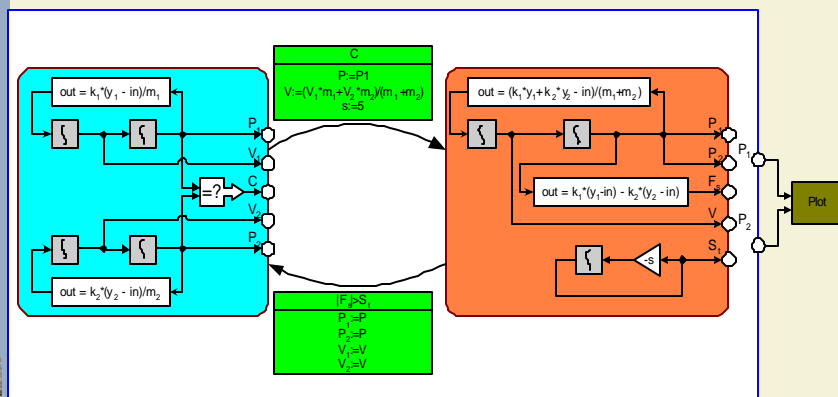 C
P:=P1
V:=(V₁*m₁+V₂*m₂)/(m₁+m₂)
s:=5
out = k₁*(y₁ - in)/m₁
P₁
V₁
C
=?
V₂
P₂
out = k₂*(y₂ - in)/m₂
|Fₛ|>Sₜ
P₁:=P
P₂:=P
V₁:=V
V₂:=V
out = (k₁*y₁+k₂*y₂ - in)/(m₁+m₂)
P₁
P₂
Fₛ
out = k₁*(y₁-in) - k₂*(y₂ - in)
V
Sₜ
-s
P₁
P₂
Plot